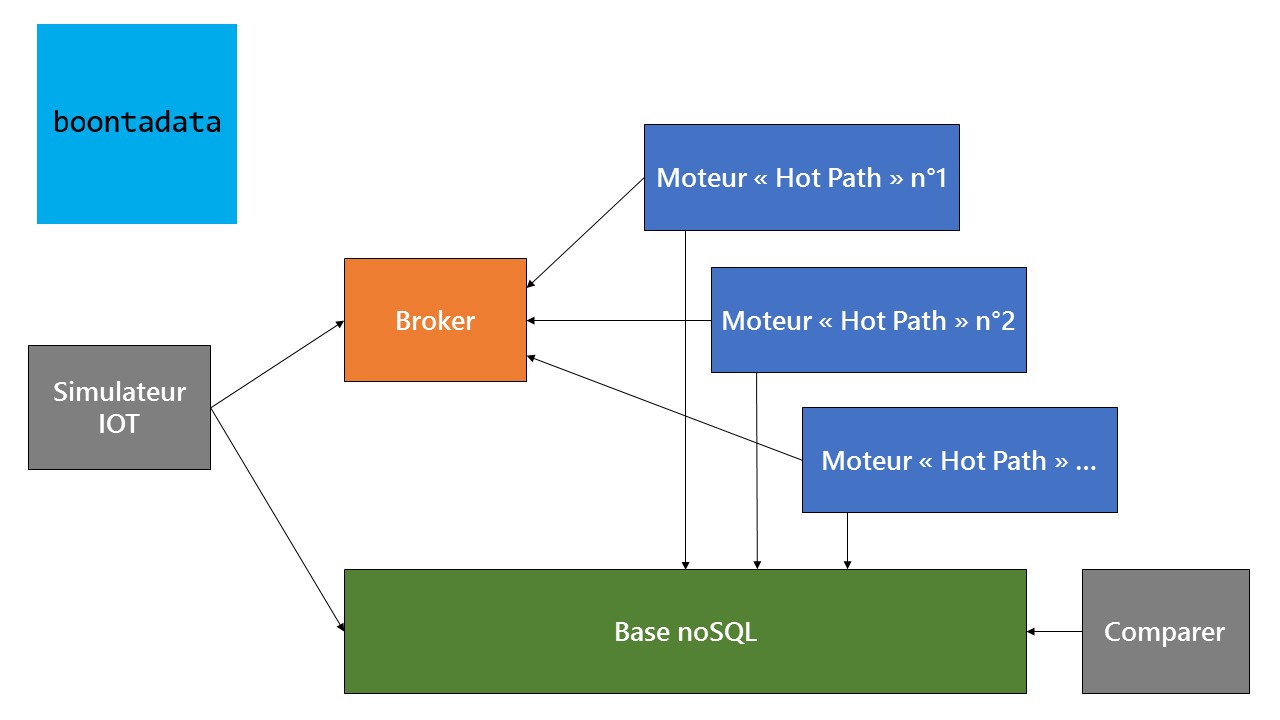 boontadata
Moteur « Hot Path » n°1
Broker
Moteur « Hot Path » n°2
Simulateur
IOT
Moteur « Hot Path » ...
Base noSQL
Comparer